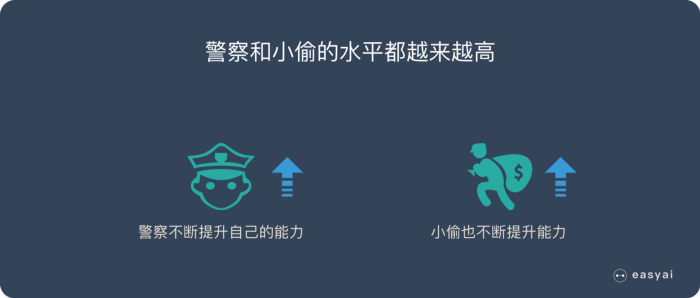 警察和小偷的水平都越来越高
警察不断提升自己的能力
小偷也不断提升能力
easyai